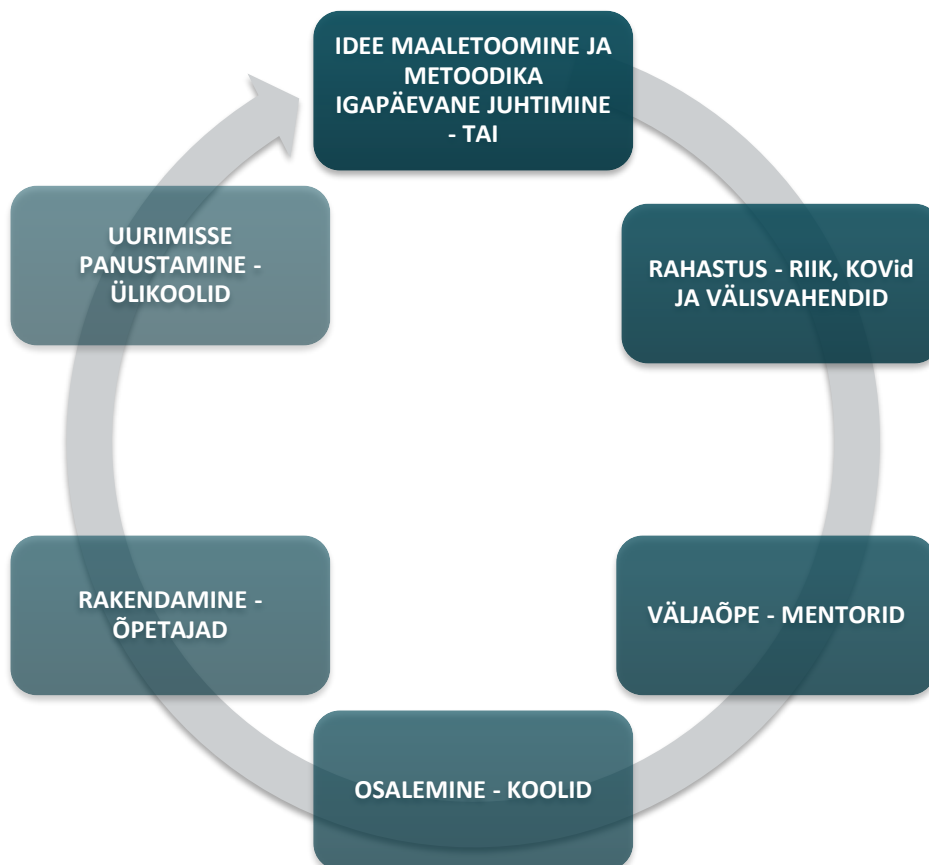 IDEE MAALETOOMINE JA
METOODIKA
IGAPÄEVANE JUHTIMINE
- TAI
RAHASTUS - RIIK, KOVid
JA VÄLISVAHENDID
VÄLJAÕPE - MENTORID
OSALEMINE - KOOLID
RAKENDAMINE -
ÕPETAJAD
UURIMISSE
PANUSTAMINE -
ÜLIKOOLID